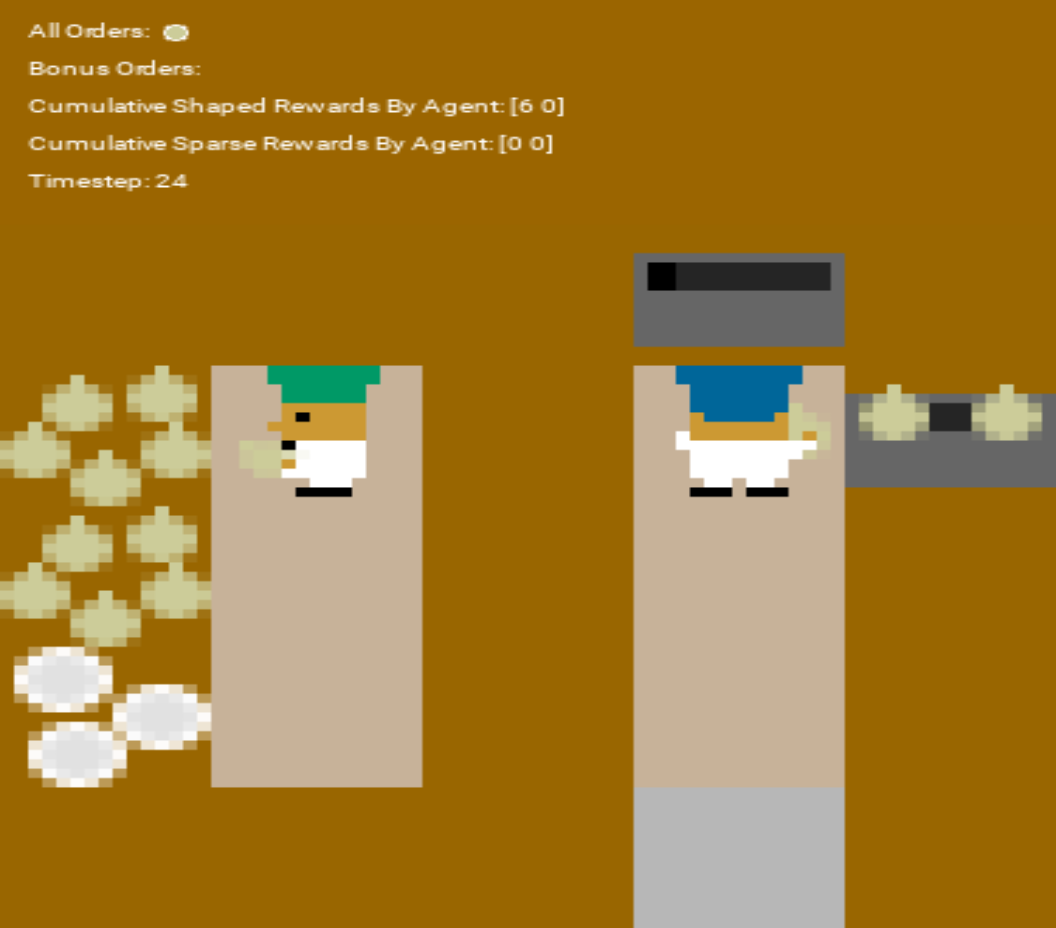 All Orders:
Bonus Orders:
Cumulative Shaped Rewards By Agent: [6 0]
Cumulative Sparse Rewards By Agent: [0 0]
Timestep: 24